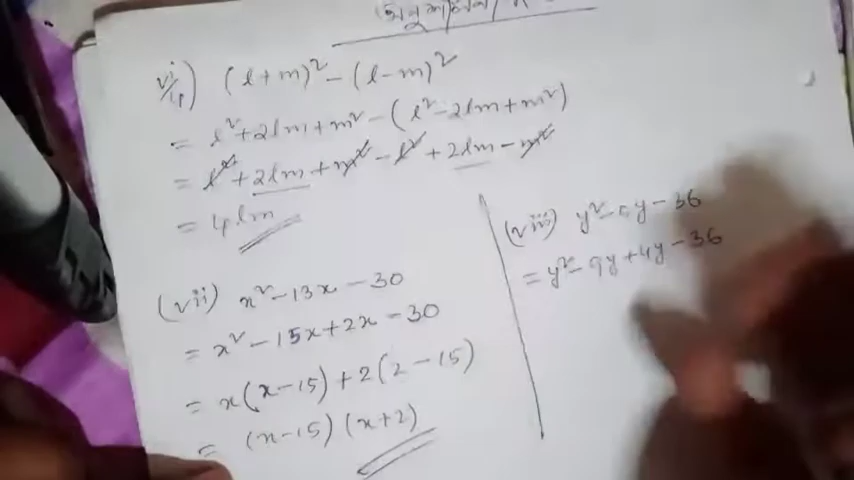 vi) (l+m)² - (l-m)²
= l²+2lm+m² - (l²-2lm+m²)
= l²+2lm+m² - l²+2lm - m²
= 4lm
(vii) x²-13x-30
= x²-15x+2x-30
= x(x-15)+2(2-15)
= (x-15)(x+2)
(viii) y²-5y-36
= y²-9y+4y-36